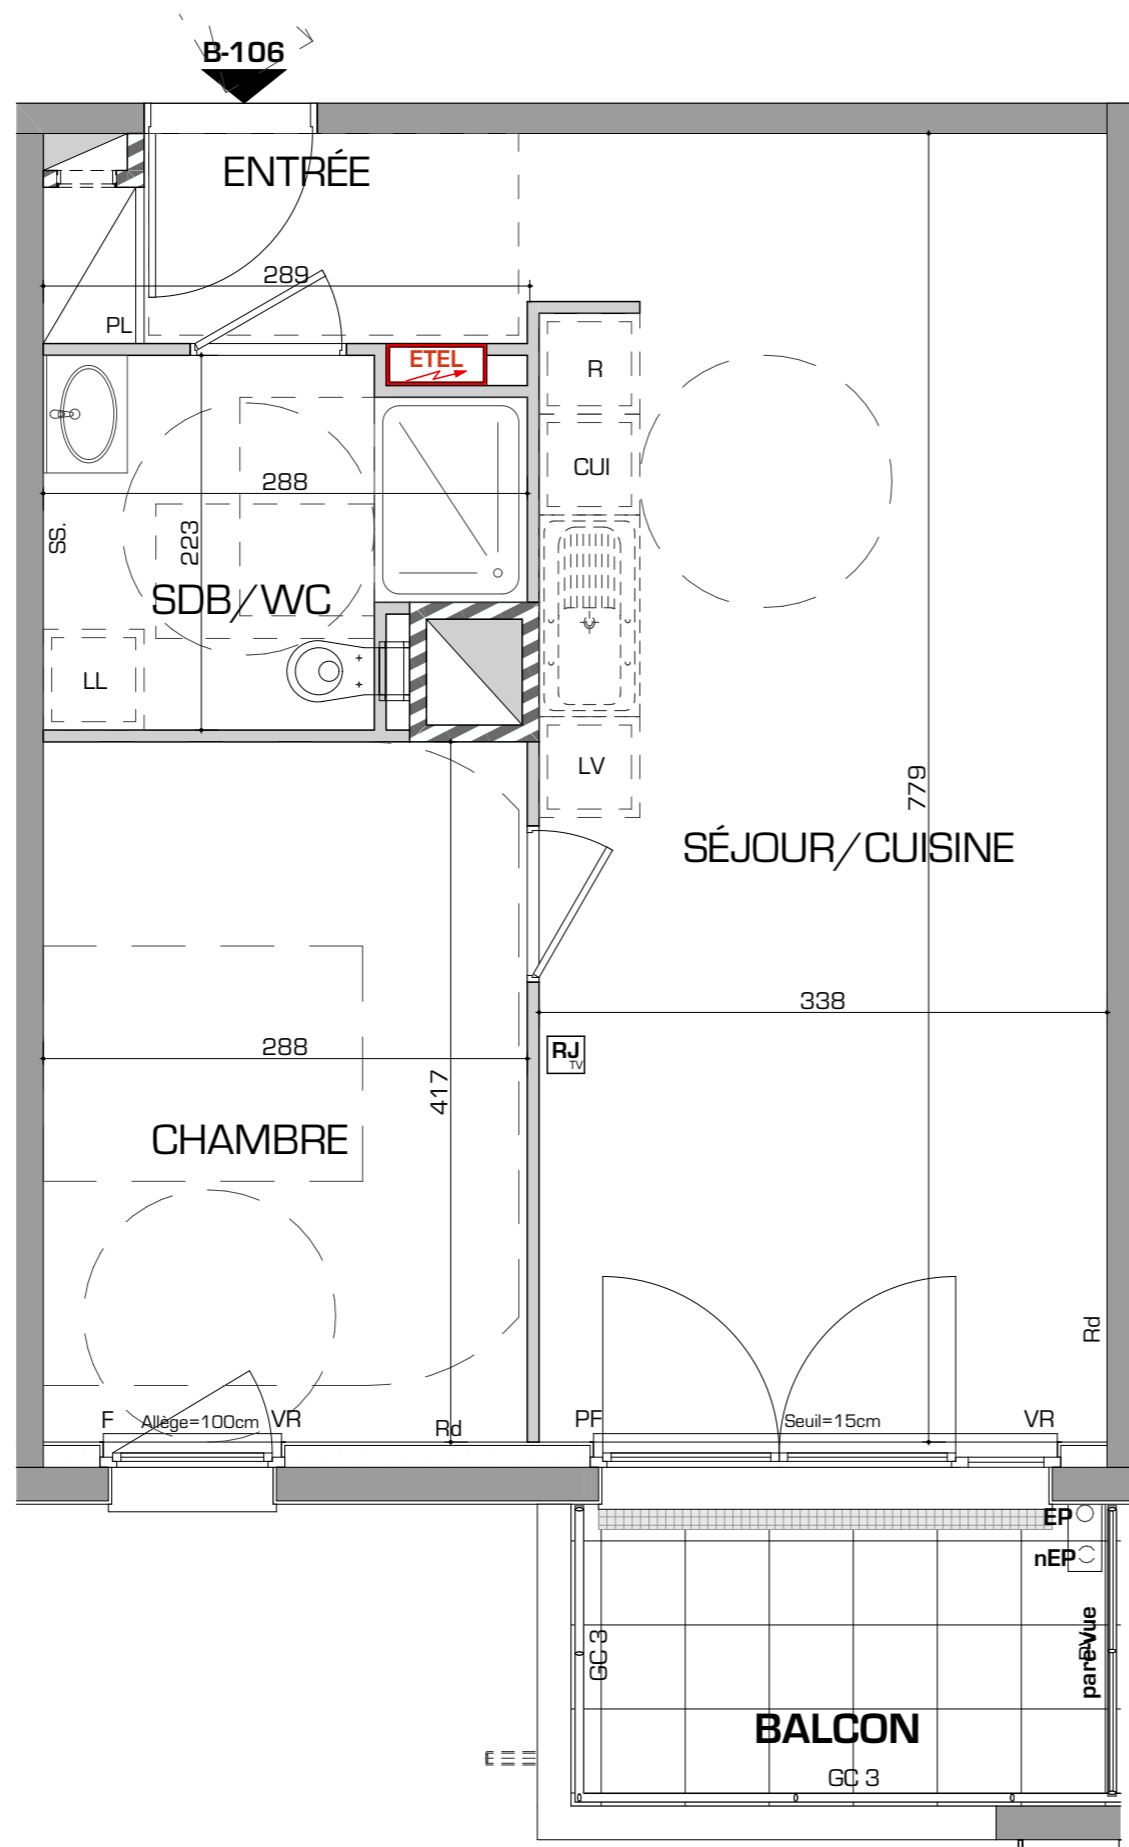 B-106
ENTRÉE
289
PL
ETEL
R
CUI
288
SS.
223
SDB/WC
LL
LV
779
SÉJOUR/CUISINE
338
RJ
TV
288
417
CHAMBRE
Rd
F
Allège=100cm
VR
Rd
PF
Seuil=15cm
VR
EP
nEP
GC 3
pare-Vue
BALCON
GC 3